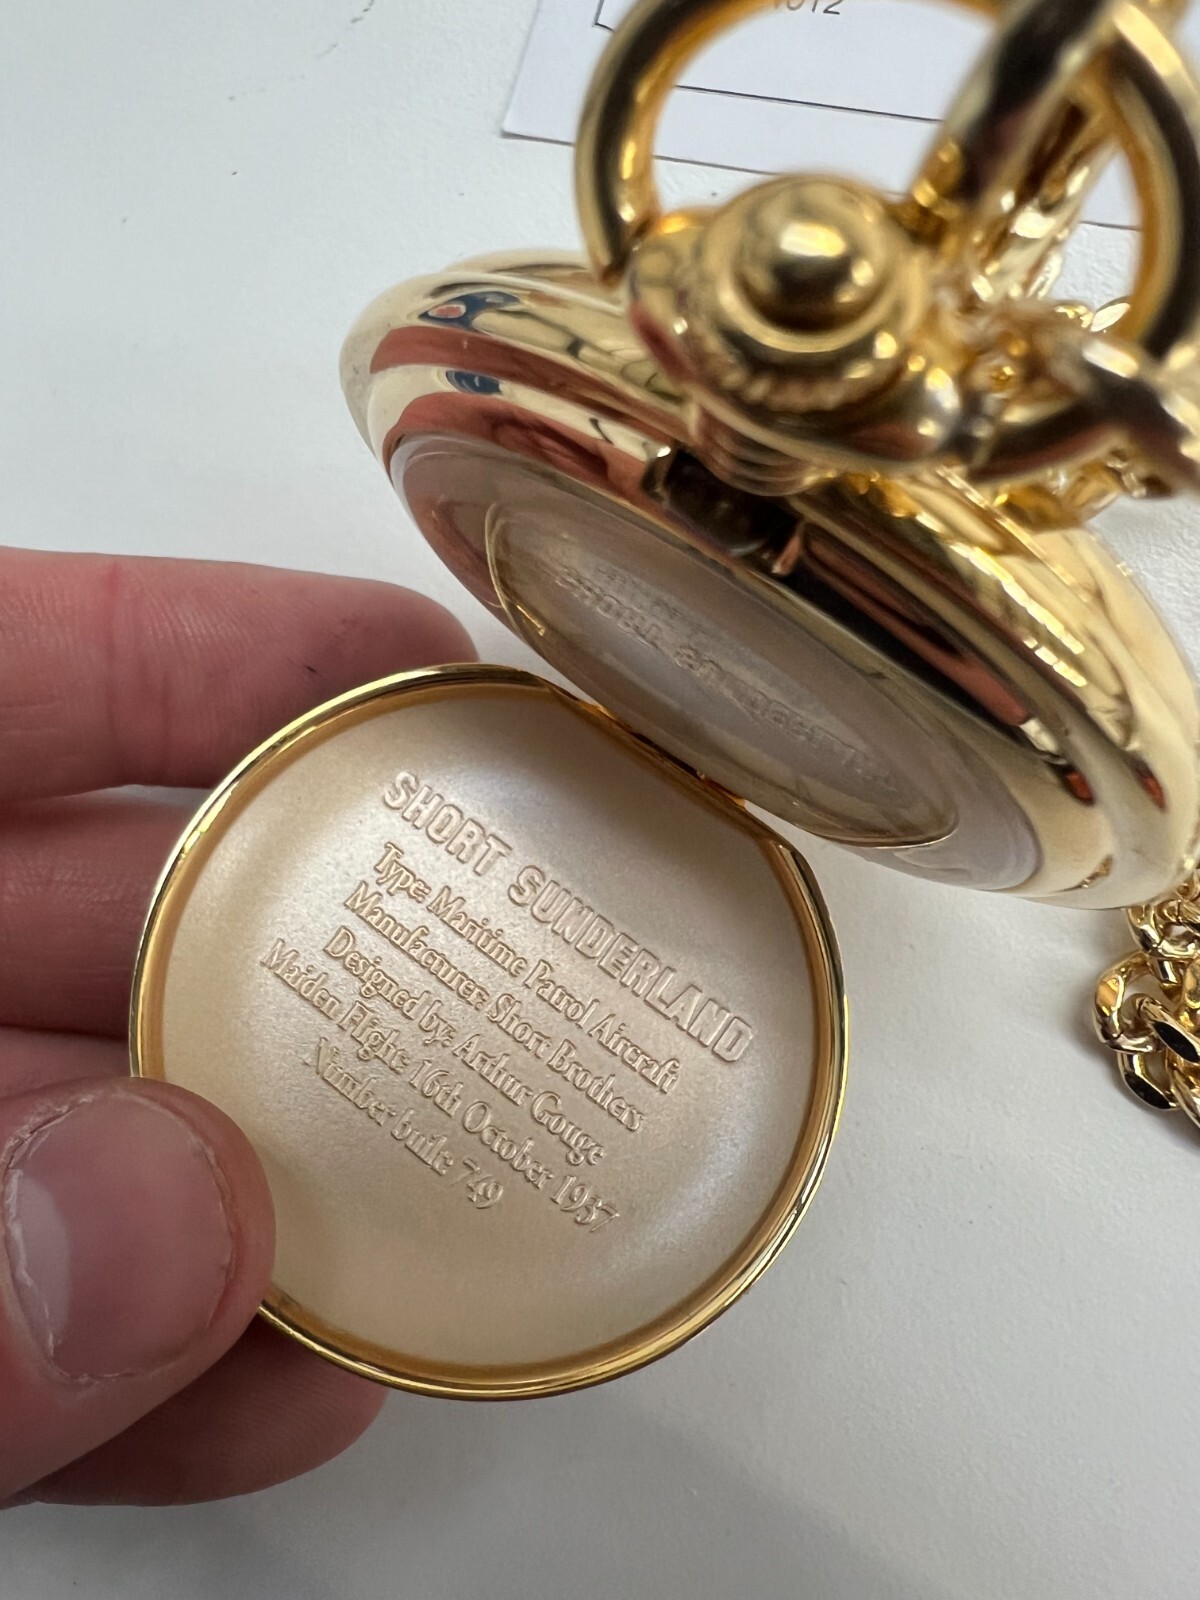 SHORT SUNDERLAND
Type: Maritime Patrol Aircraft
Manufacturer: Short Brothers
Designed by: Arthur Gouge
Maiden Flight: 16th October 1937
Number built: 749